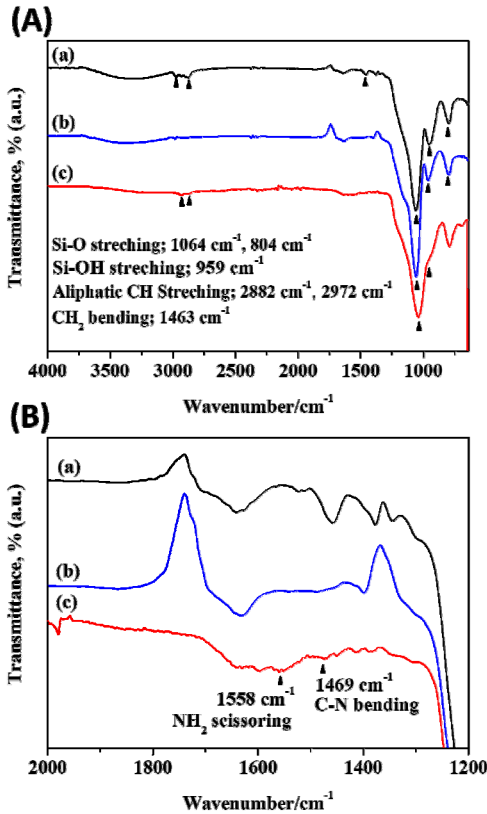 (A)
(a)
(b)
(c)
Si-O streching; 1064 cm⁻¹, 804 cm⁻¹
Si-OH streching; 959 cm⁻¹
Aliphatic CH Streching; 2882 cm⁻¹, 2972 cm⁻¹
CH₂ bending; 1463 cm⁻¹
Transmittance, % (a.u.)
4000 3500 3000 2500 2000 1500 1000
Wavenumber/cm⁻¹
(B)
(a)
(b)
(c)
1558 cm⁻¹
NH₂ scissoring
1469 cm⁻¹
C-N bending
Transmittance, % (a.u.)
2000 1800 1600 1400 1200
Wavenumber/cm⁻¹